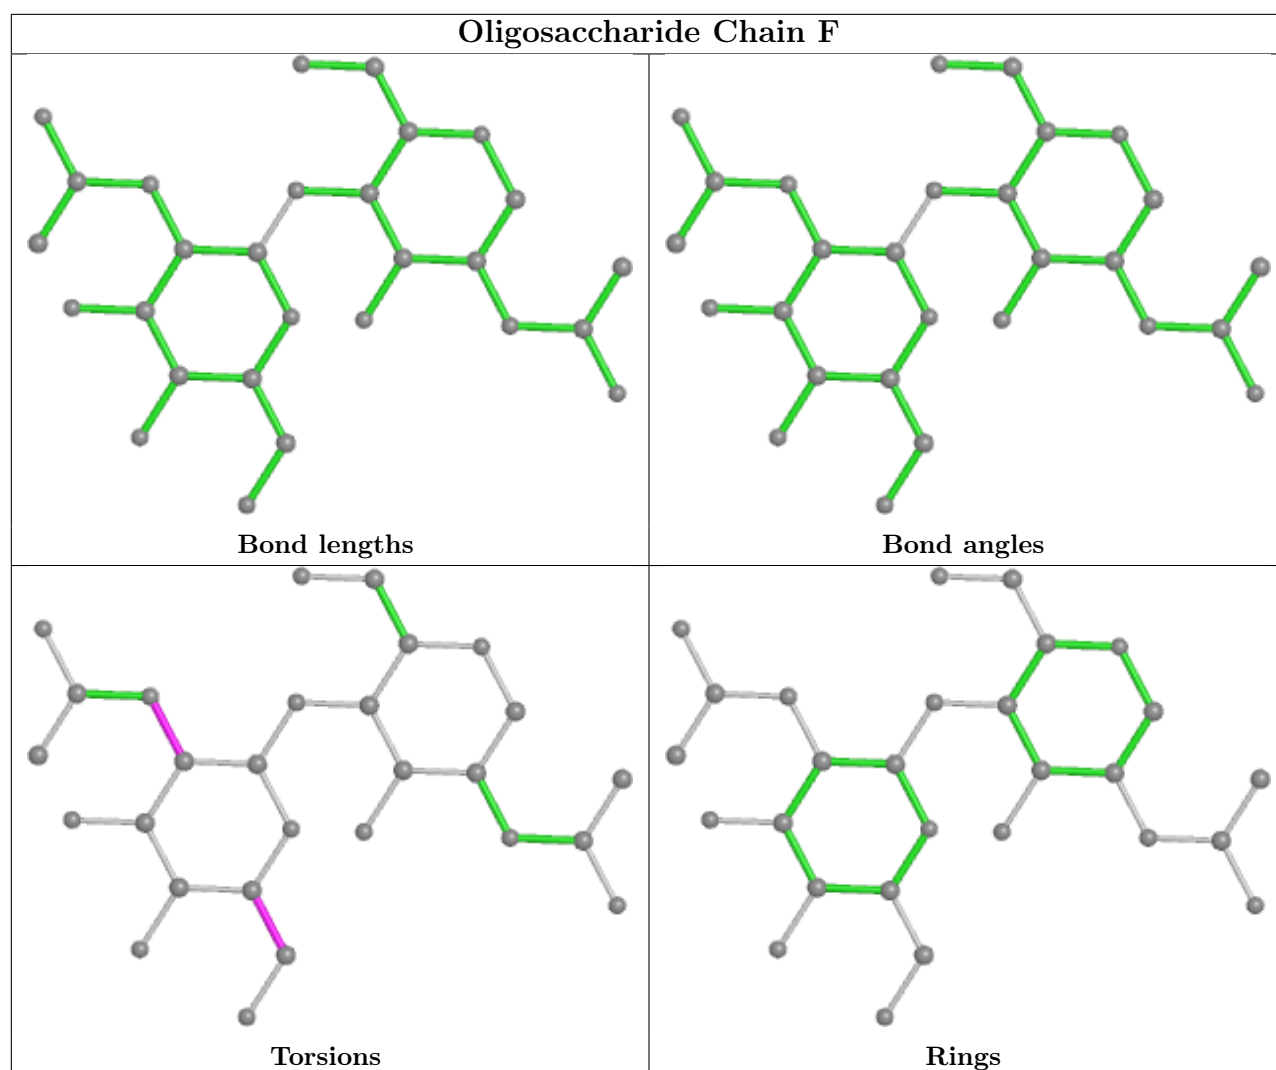 Oligosaccharide Chain F
Bond lengths
Bond angles
Torsions
Rings